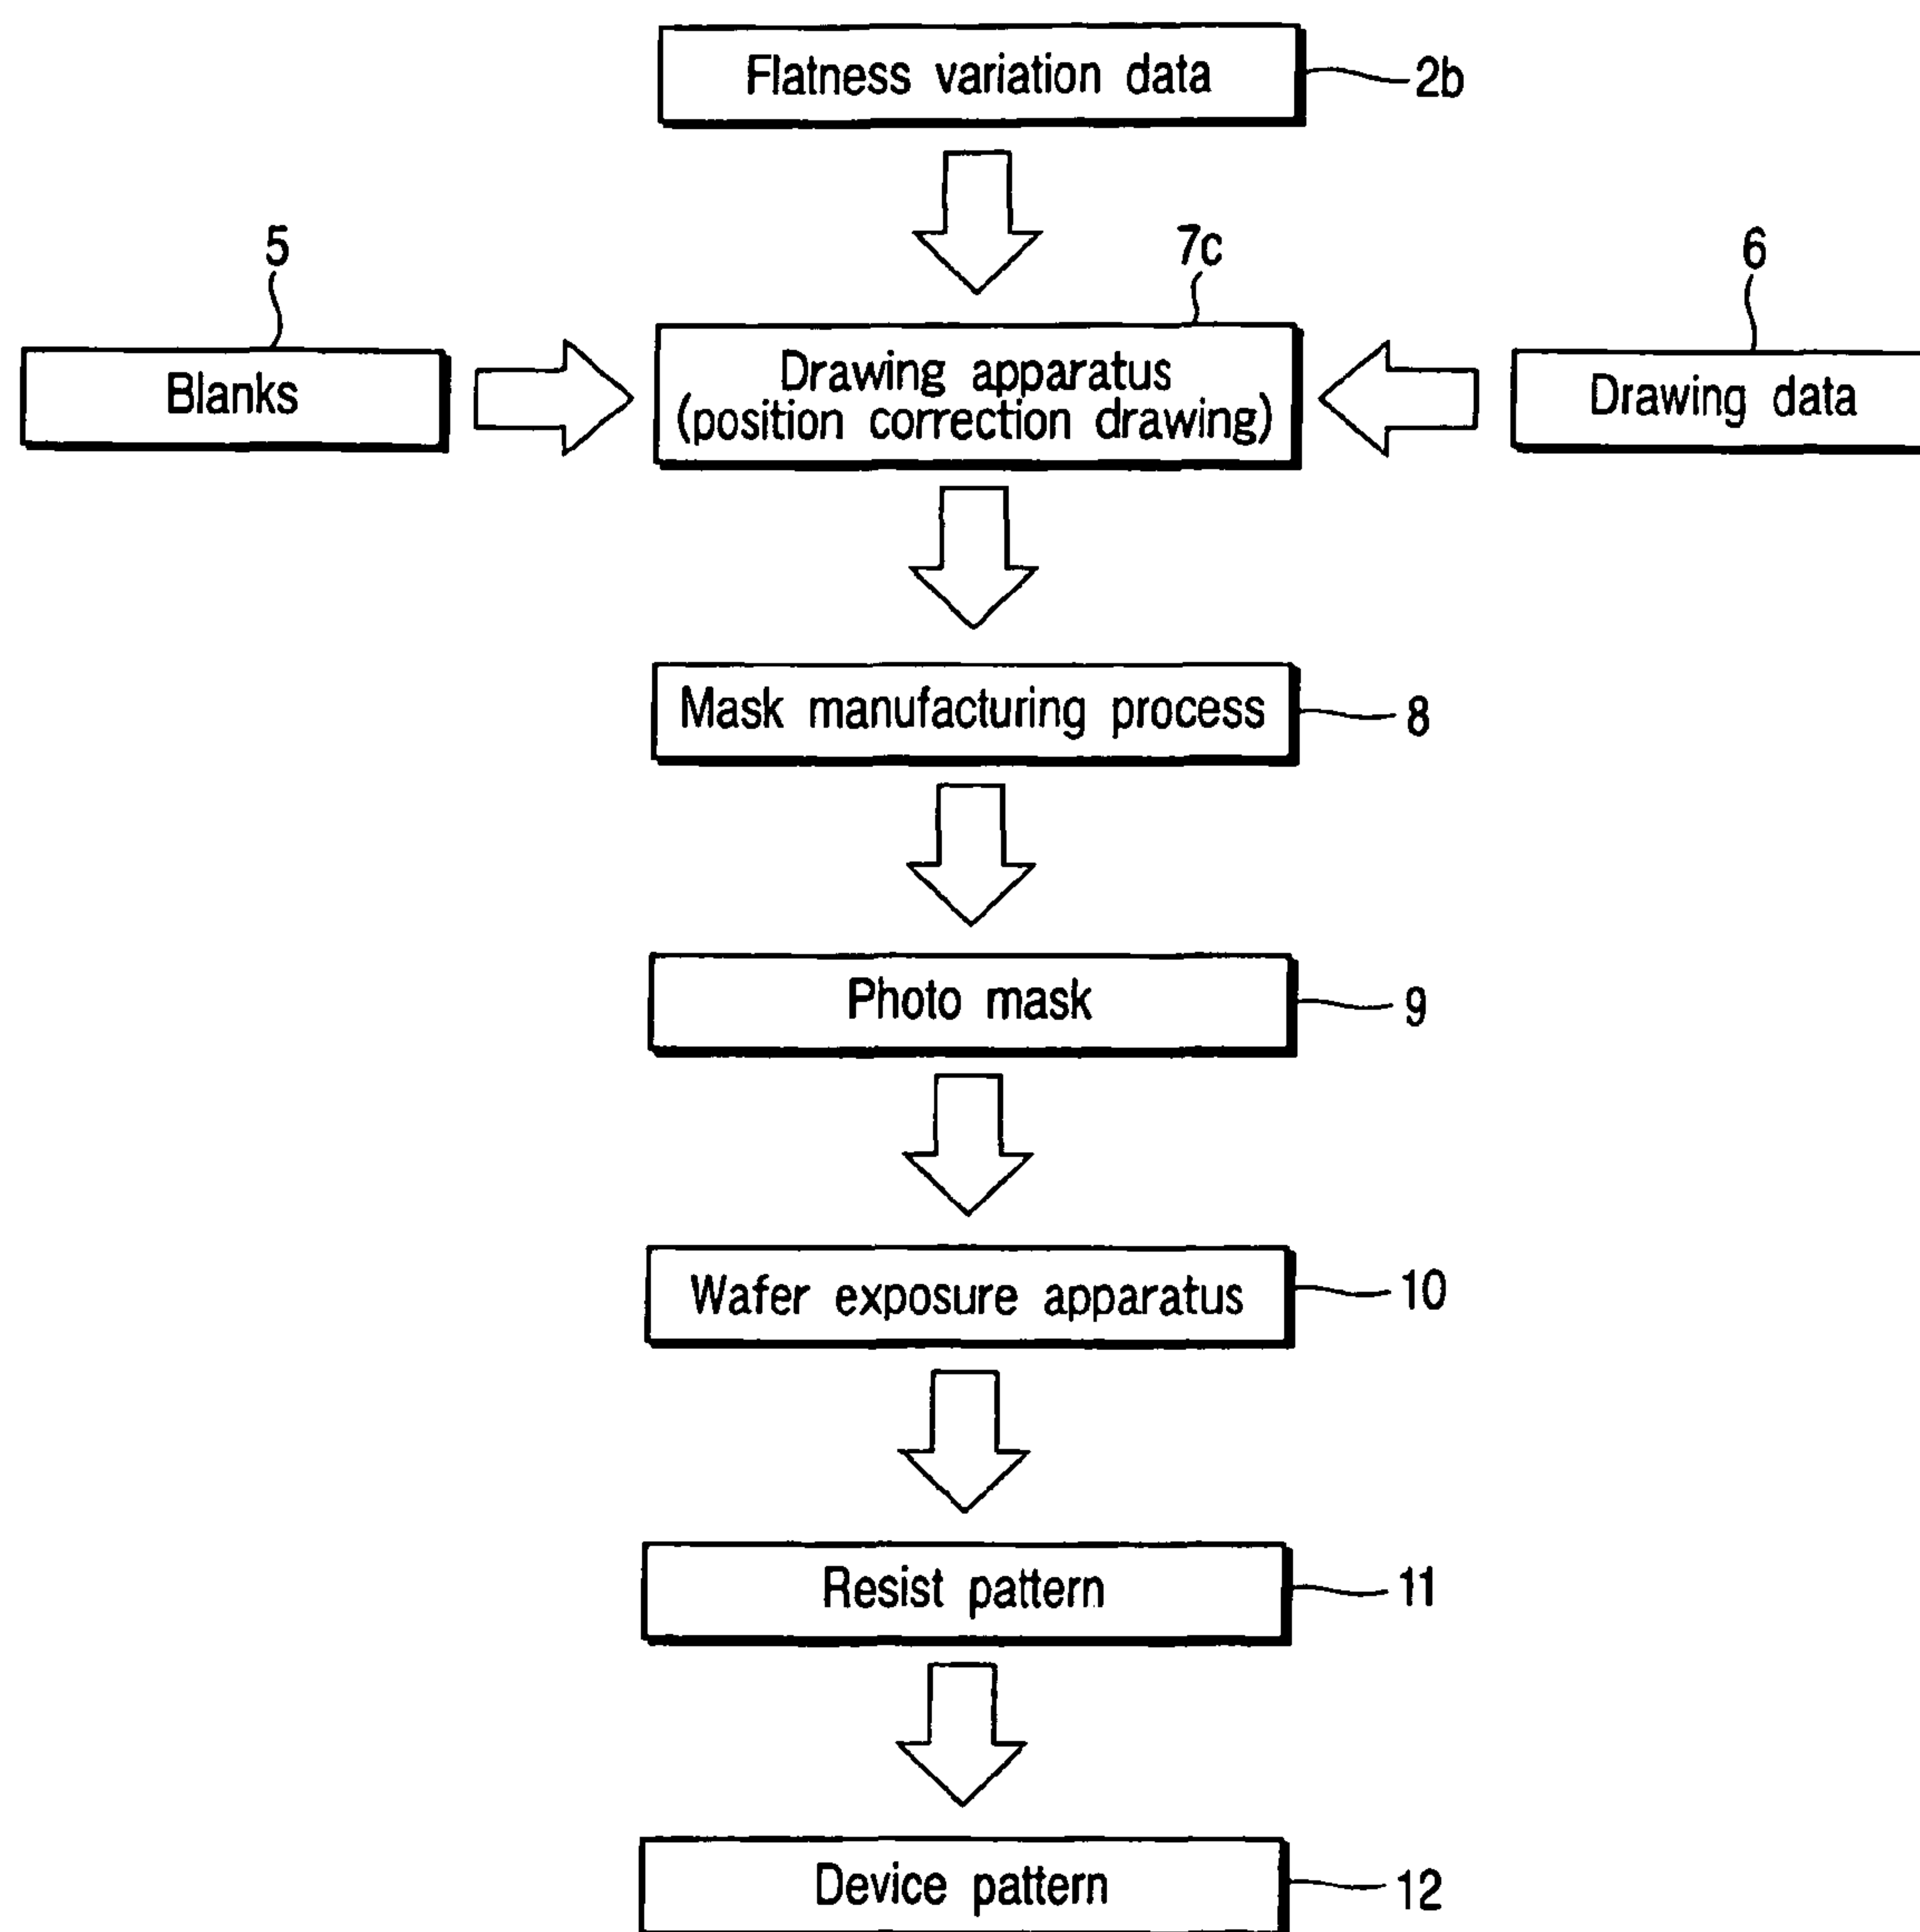 Flatness variation data
2b
5
7c
6
Blanks
Drawing apparatus
(position correction drawing)
Drawing data
Mask manufacturing process
8
Photo mask
9
Wafer exposure apparatus
10
Resist pattern
11
Device pattern
12